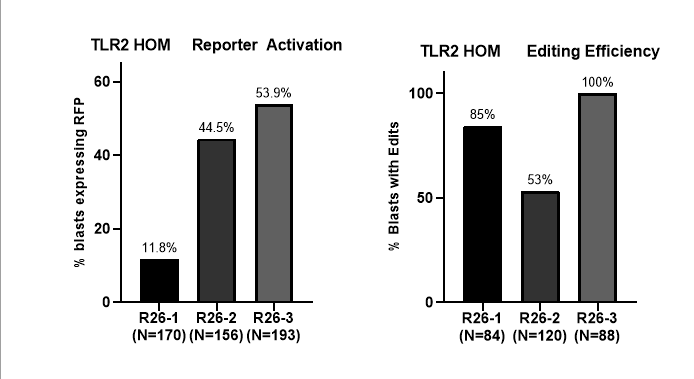 TLR2 HOM Reporter Activation
% blasts expressing RFP
60
40
20
0
11.8%
44.5%
53.9%
R26-1 R26-2 R26-3
(N=170) (N=156) (N=193)
TLR2 HOM Editing Efficiency
% Blasts with Edits
100
50
0
85%
53%
100%
R26-1 R26-2 R26-3
(N=84) (N=120) (N=88)